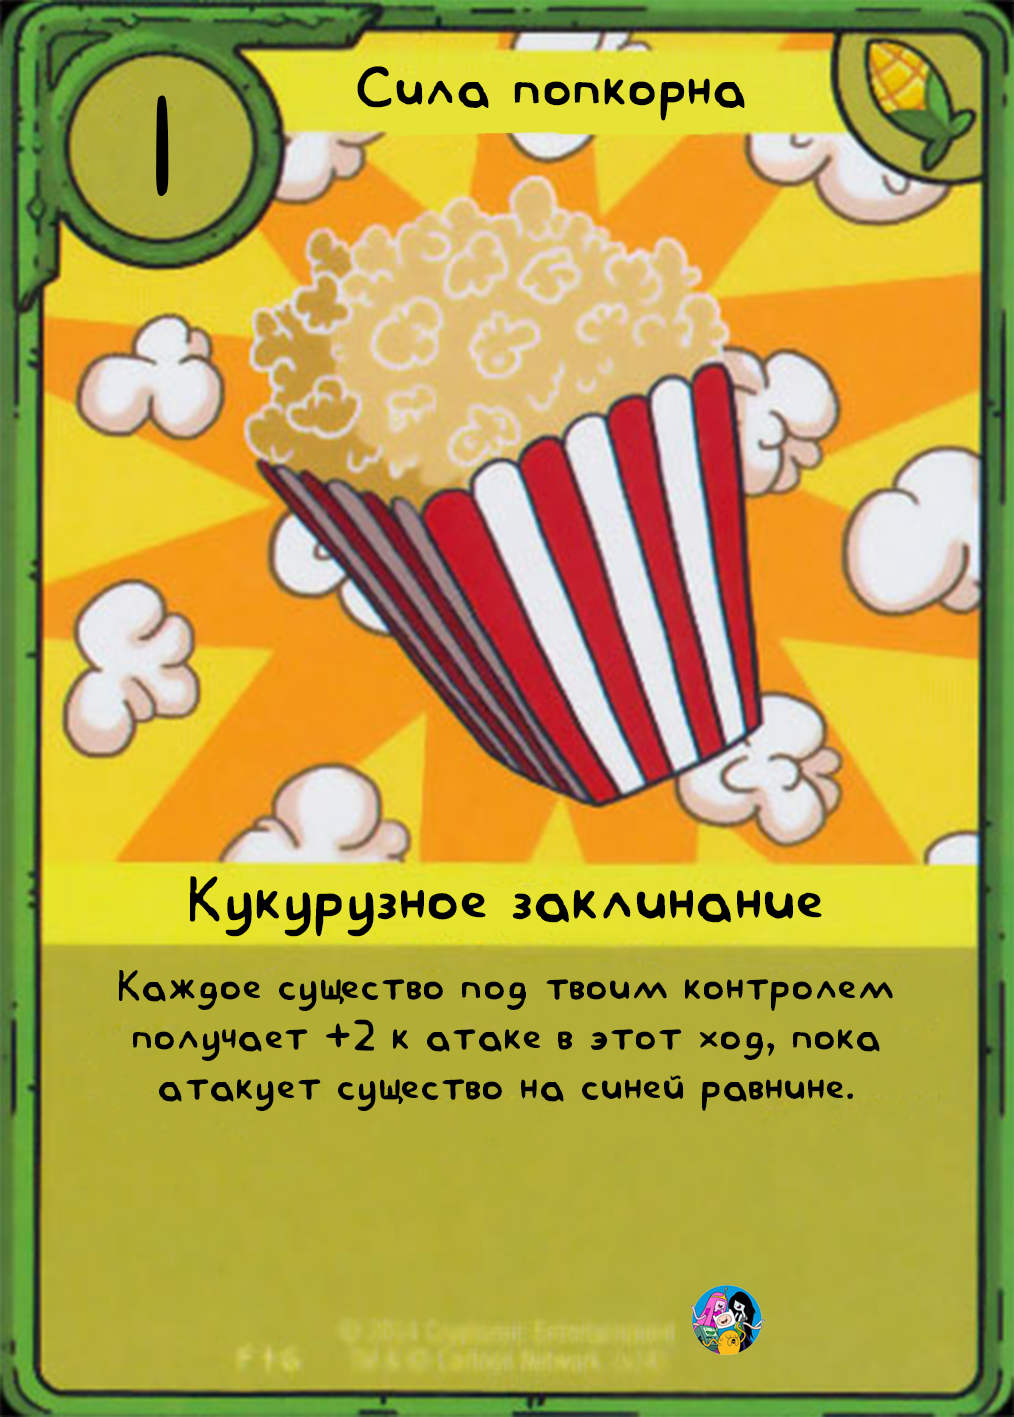 1
Сила попкорна
Кукурузное заклинание
Каждое существо под твоим контролем
получает +2 к атаке в этот ход, пока
атакует существо на синей равнине.